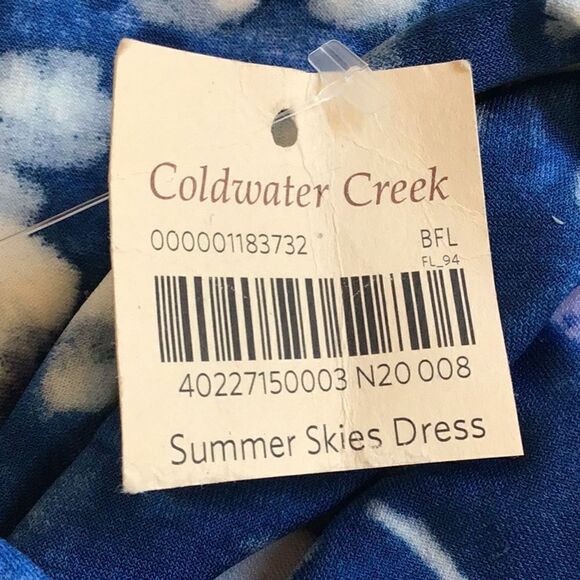 Coldwater Creek
000001183732 BFL
FL_94
40227150003 N20 008
Summer Skies Dress